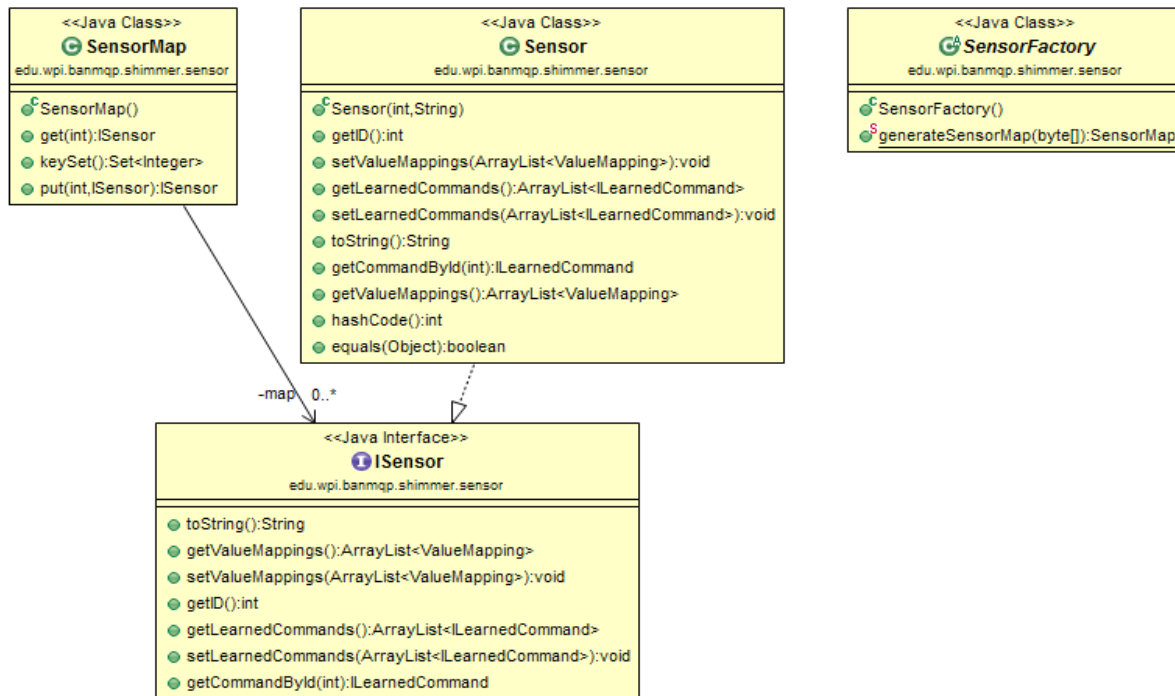 <<Java Class>>
SensorMap
edu.wpi.banmqp.shimmer.sensor
SensorMap()
get(int):ISensor
keySet():Set<Integer>
put(int,ISensor):ISensor
<<Java Class>>
Sensor
edu.wpi.banmqp.shimmer.sensor
Sensor(int,String)
getID():int
setValueMappings(ArrayList<ValueMapping>):void
getLearnedCommands():ArrayList<ILearnedCommand>
setLearnedCommands(ArrayList<ILearnedCommand>):void
toString():String
getCommandById(int):ILearnedCommand
getValueMappings():ArrayList<ValueMapping>
hashCode():int
equals(Object):boolean
<<Java Class>>
SensorFactory
edu.wpi.banmqp.shimmer.sensor
SensorFactory()
generateSensorMap(byte[]):SensorMap
-map 0..*
<<Java Interface>>
ISensor
edu.wpi.banmqp.shimmer.sensor
toString():String
getValueMappings():ArrayList<ValueMapping>
setValueMappings(ArrayList<ValueMapping>):void
getID():int
getLearnedCommands():ArrayList<ILearnedCommand>
setLearnedCommands(ArrayList<ILearnedCommand>):void
getCommandById(int):ILearnedCommand